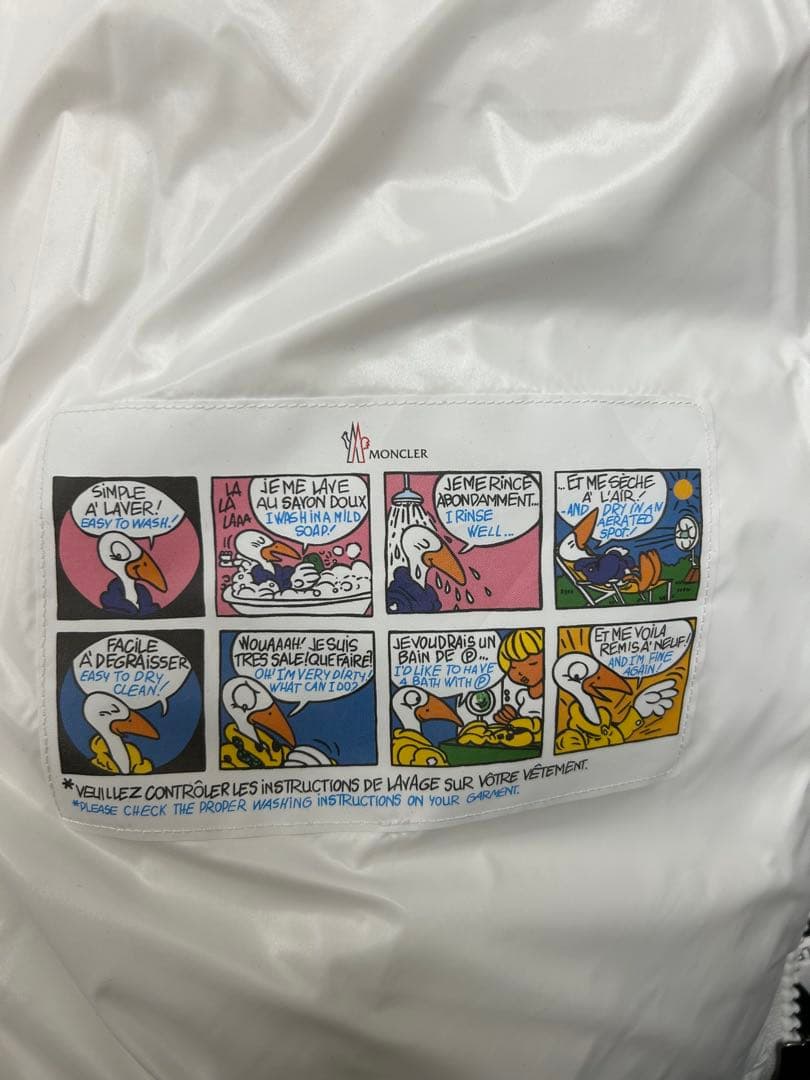 MONCLER
SIMPLE
A' LAVER!
EASY TO WASH!
LA
LA
LAAA
JE ME LAVE
AU SAVON DOUX
I WASH IN A MILD
SOAP!
JE ME RINCE
ABONDAMMENT...
I RINSE
WELL...
...ET ME SÈCHE
A' L'AIR!
-AND DRY IN AN
AERATED
SPOT!
FACILE
A' DEGRAISSER
EASY TO DRY
CLEAN!
WOUAAAH! JE SUIS
TRES SALE! QUE FAIRE!
OH! I'M VERY DIRTY!
WHAT CAN I DO?
JE VOUDRAIS UN
BAIN DE Ⓟ...
I'D LIKE TO HAVE
A BATH WITH Ⓟ
ET ME VOILA
REMIS A' NEUF!
AND I'M FINE
AGAIN!
*VEUILLEZ CONTRÔLER LES INSTRUCTIONS DE LAVAGE SUR VÔTRE VÊTEMENT.
*PLEASE CHECK THE PROPER WASHING INSTRUCTIONS ON YOUR GARMENT.